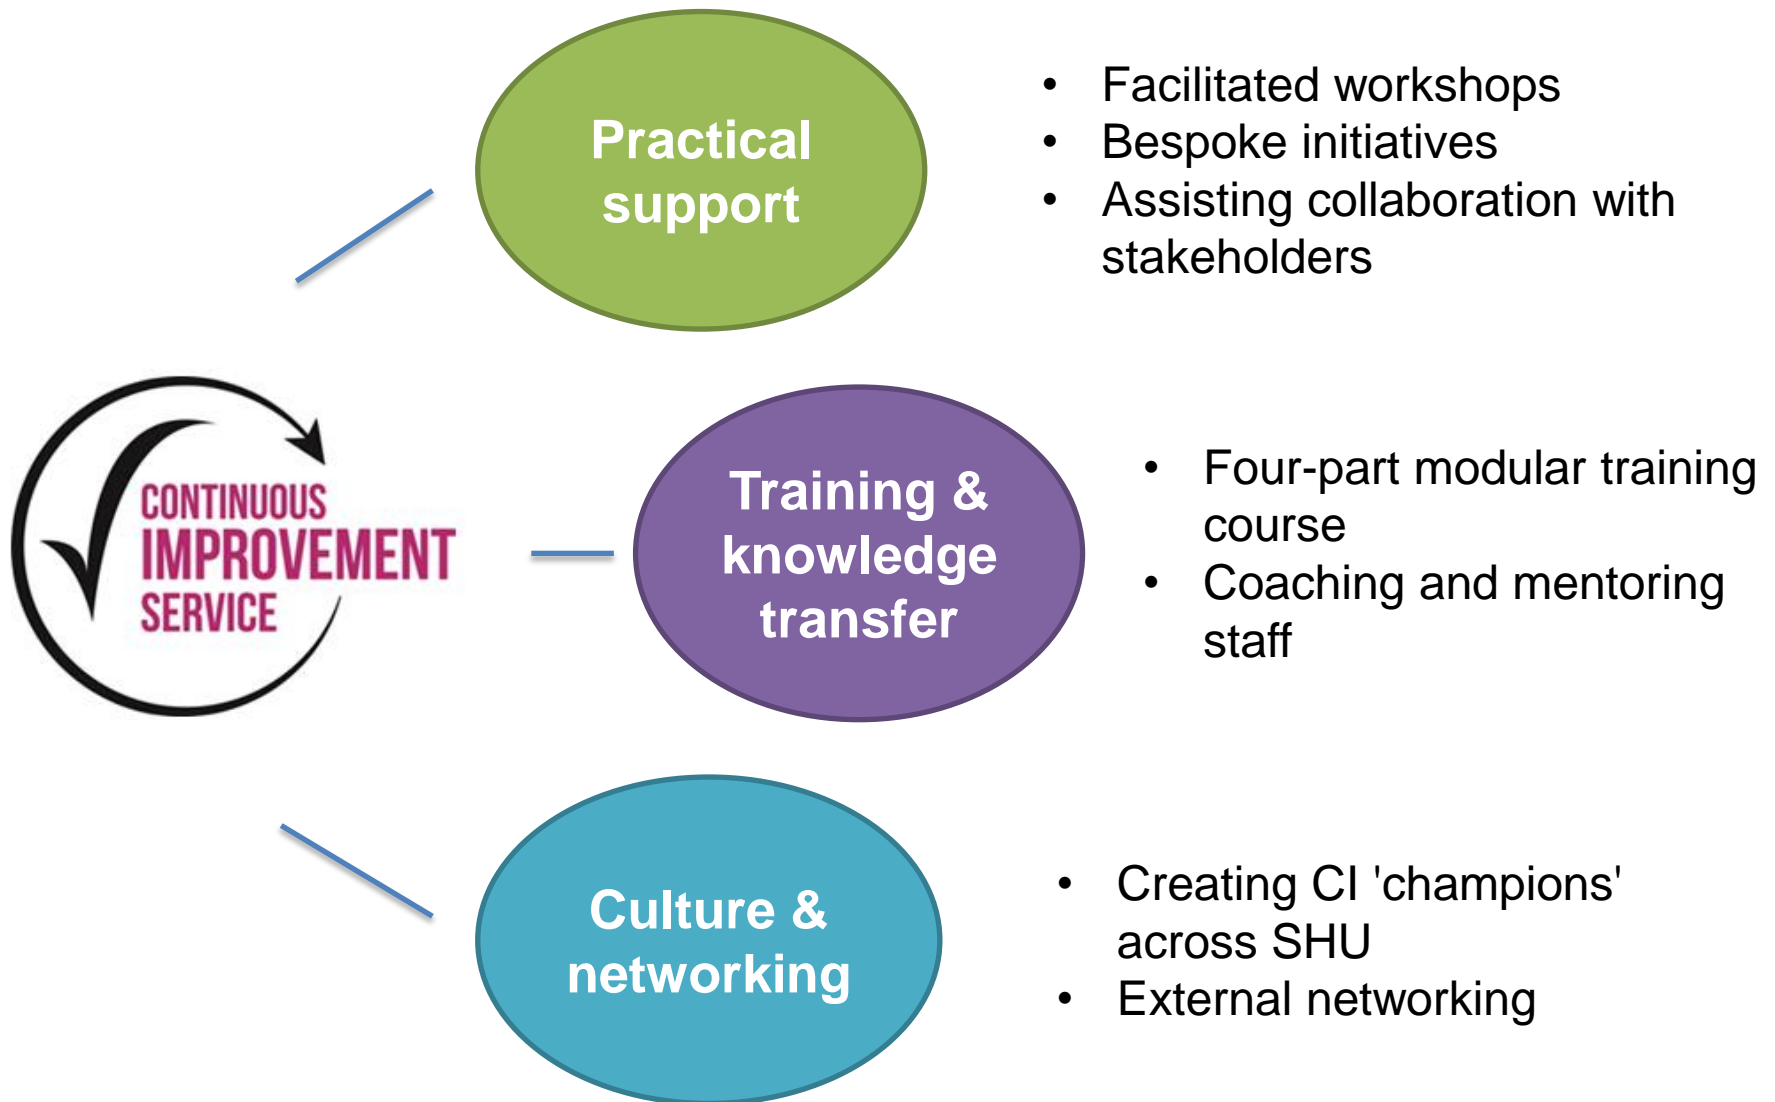 Practical
support
• Facilitated workshops
• Bespoke initiatives
• Assisting collaboration with
stakeholders
CONTINUOUS
IMPROVEMENT
SERVICE
Training &
knowledge
transfer
• Four-part modular training
course
• Coaching and mentoring
staff
Culture &
networking
• Creating CI 'champions'
across SHU
• External networking